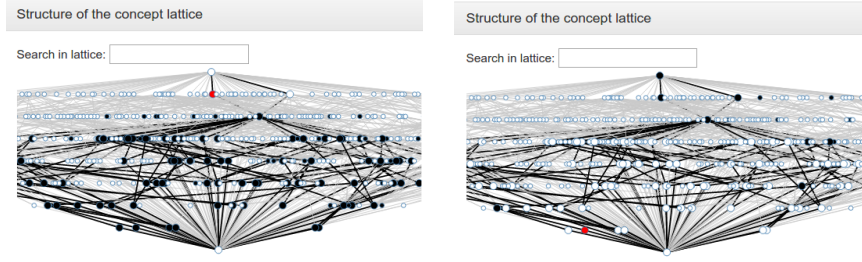 Structure of the concept lattice
Search in lattice:
Structure of the concept lattice
Search in lattice: